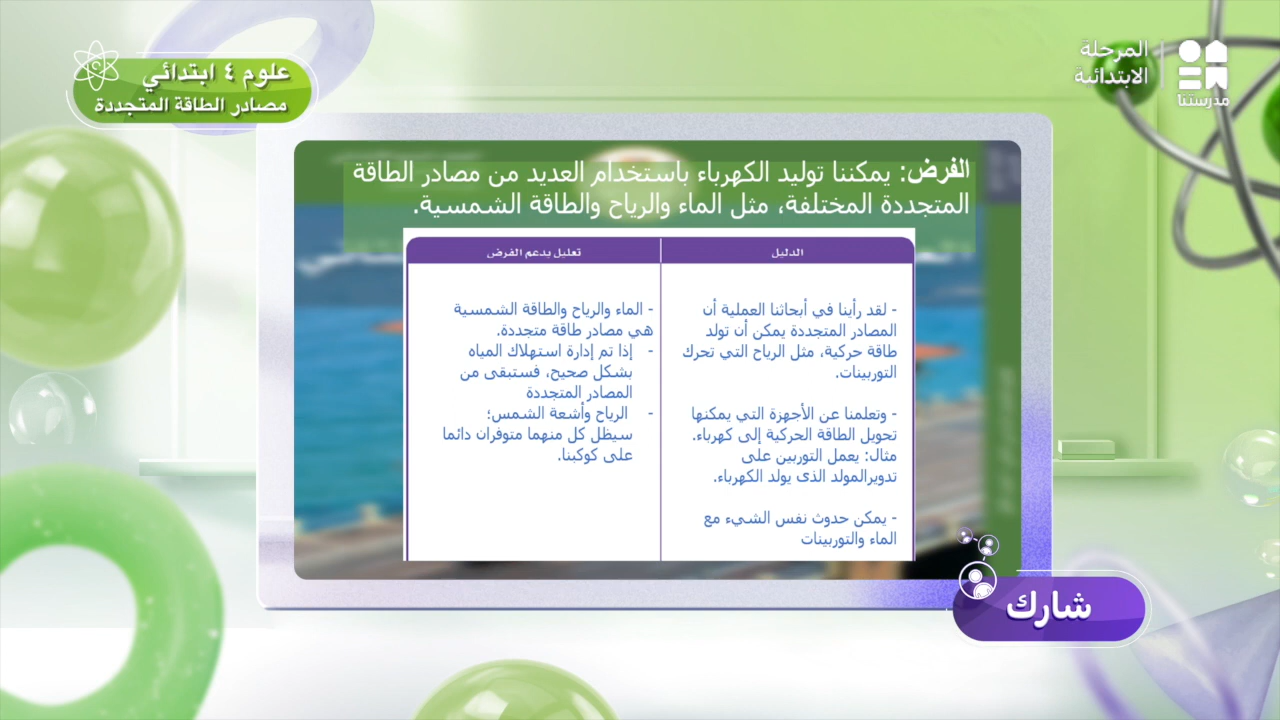 المرحلة
الابتدائية
مدرستنا
علوم ٤ ابتدائي
مصادر الطاقة المتجددة
الفرض: يمكننا توليد الكهرباء باستخدام العديد من مصادر الطاقة
المتجددة المختلفة، مثل الماء والرياح والطاقة الشمسية.
الدليل
- لقد رأينا في أبحاثنا العملية أن
المصادر المتجددة يمكن أن تولد
طاقة حركية، مثل الرياح التي تحرك
التوربينات.
- وتعلمنا عن الأجهزة التي يمكنها
تحويل الطاقة الحركية إلى كهرباء.
مثال: يعمل التوربين على
تدويرالمولد الذى يولد الكهرباء.
- يمكن حدوث نفس الشيء مع
الماء والتوربينات
تعليل يدعم الفرض
- الماء والرياح والطاقة الشمسية
هي مصادر طاقة متجددة.
- إذا تم إدارة استهلاك المياه
بشكل صحيح، فستبقى من
المصادر المتجددة
- الرياح وأشعة الشمس؛
سيظل كل منهما متوفران دائما
على كوكبنا.
شارك